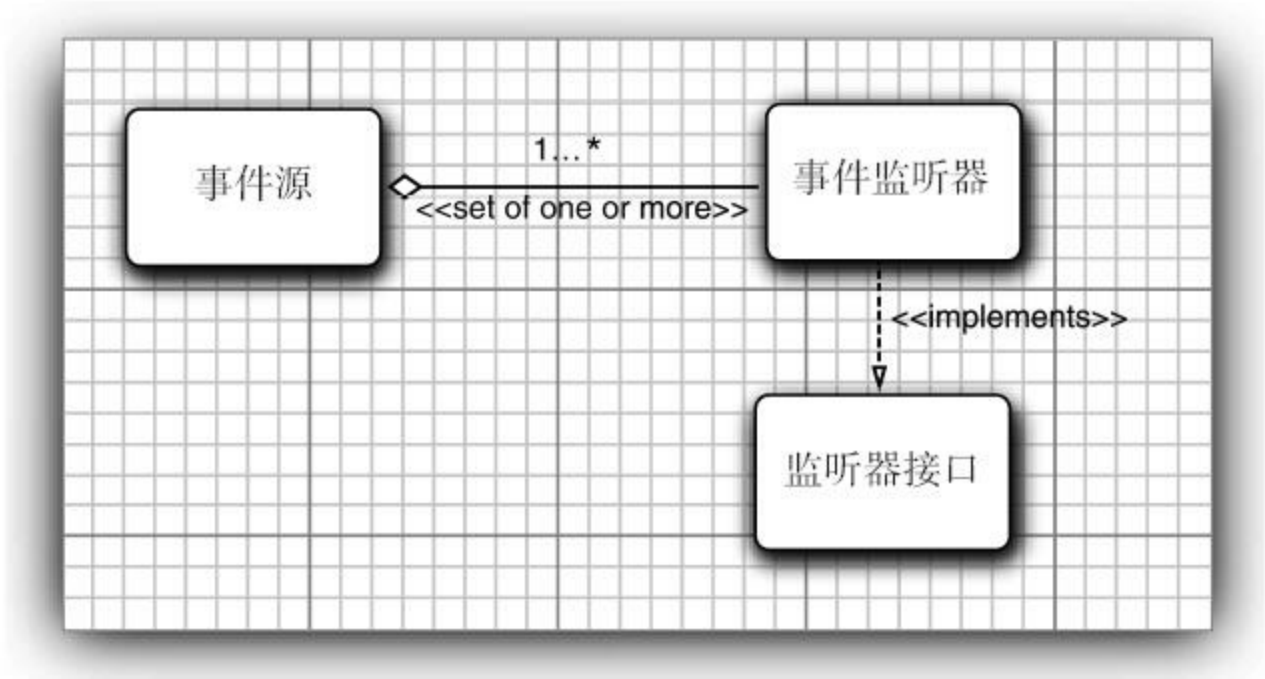 1...*
事件源
事件监听器
<<set of one or more>>
<<implements>>
监听器接口